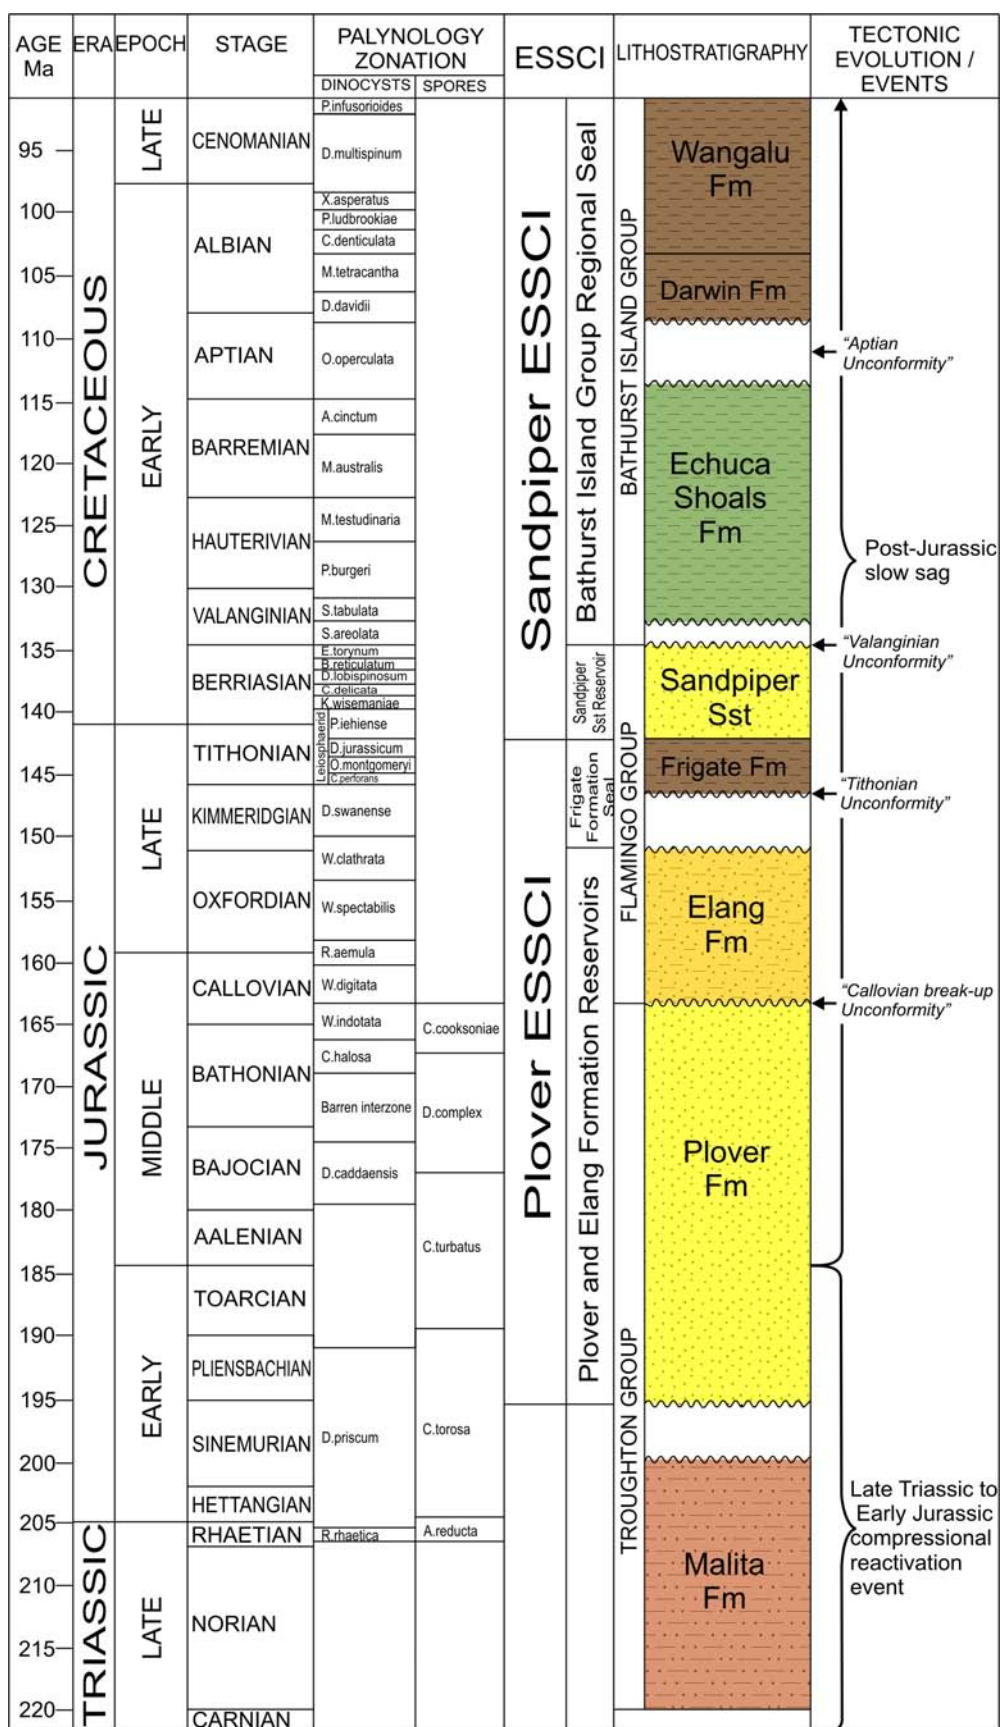 AGE
Ma
ERA
EPOCH
STAGE
PALYNOLOGY
ZONATION
DINOCYSTS
SPORES
ESSCI
LITHOSTRATIGRAPHY
TECTONIC
EVOLUTION /
EVENTS
95
100
105
110
115
120
125
130
135
140
145
150
155
160
165
170
175
180
185
190
195
200
205
210
215
220
CRETACEOUS
JURASSIC
TRIASSIC
LATE
EARLY
LATE
MIDDLE
EARLY
LATE
CENOMANIAN
ALBIAN
APTIAN
BARREMIAN
HAUTERIVIAN
VALANGINIAN
BERRIASIAN
TITHONIAN
KIMMERIDGIAN
OXFORDIAN
CALLOVIAN
BATHONIAN
BAJOCIAN
AALENIAN
TOARCIAN
PLIENSBACHIAN
SINEMURIAN
HETTANGIAN
RHAETIAN
NORIAN
CARNIAN
P.infusorioides
D.multispinum
X.asperatus
P.ludbrookiae
C.denticulata
M.tetracantha
D.davidii
O.operculata
A.cinctum
M.australis
M.testudinaria
P.burgeri
S.tabulata
S.areolata
E.torynum
B.reticulatum
D.lobispinosum
C.delicata
K.wisemaniae
Leiosphaerid
P.iehiense
D.jurassicum
O.montgomeryi
C.perforans
D.swanense
W.clathrata
W.spectabilis
R.aemula
W.digitata
W.indotata
C.halosa
Barren interzone
D.caddaensis
D.priscum
R.rhaetica
C.cooksoniae
D.complex
C.turbatus
C.torosa
A.reducta
Sandpiper ESSCI
Plover ESSCI
Bathurst Island Group Regional Seal
Sandpiper
Sst Reservoir
Frigate
Formation
Seal
Plover and Elang Formation Reservoirs
BATHURST ISLAND GROUP
FLAMINGO GROUP
TROUGHTON GROUP
Wangalu
Fm
Darwin Fm
Echuca
Shoals
Fm
Sandpiper
Sst
Frigate Fm
Elang
Fm
Plover
Fm
Malita
Fm
“Aptian
Unconformity”
Post-Jurassic
slow sag
“Valanginian
Unconformity”
“Tithonian
Unconformity”
“Callovian break-up
Unconformity”
Late Triassic to
Early Jurassic
compressional
reactivation
event